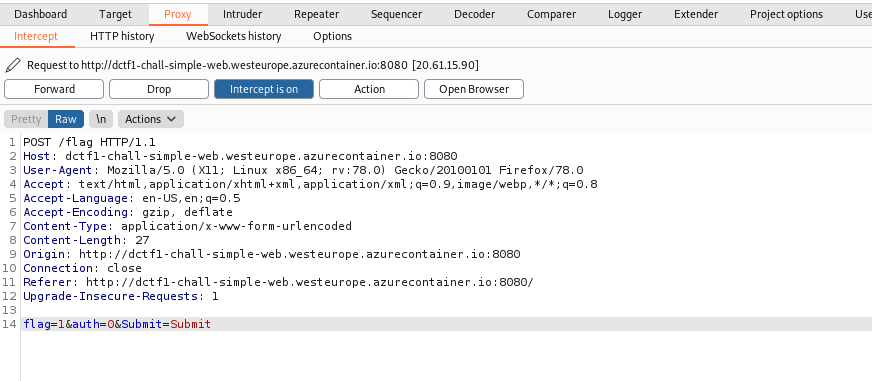 Dashboard Target Proxy Intruder Repeater Sequencer Decoder Comparer Logger Extender Project options Use
Intercept HTTP history WebSockets history Options
Request to http://dctf1-chall-simple-web.westeurope.azurecontainer.io:8080 [20.61.15.90]
Forward Drop Intercept is on Action Open Browser
Pretty Raw \n Actions
1 POST /flag HTTP/1.1
2 Host: dctf1-chall-simple-web.westeurope.azurecontainer.io:8080
3 User-Agent: Mozilla/5.0 (X11; Linux x86_64; rv:78.0) Gecko/20100101 Firefox/78.0
4 Accept: text/html,application/xhtml+xml,application/xml;q=0.9,image/webp,*/*;q=0.8
5 Accept-Language: en-US,en;q=0.5
6 Accept-Encoding: gzip, deflate
7 Content-Type: application/x-www-form-urlencoded
8 Content-Length: 27
9 Origin: http://dctf1-chall-simple-web.westeurope.azurecontainer.io:8080
10 Connection: close
11 Referer: http://dctf1-chall-simple-web.westeurope.azurecontainer.io:8080/
12 Upgrade-Insecure-Requests: 1
13
14 flag=1&auth=0&Submit=Submit